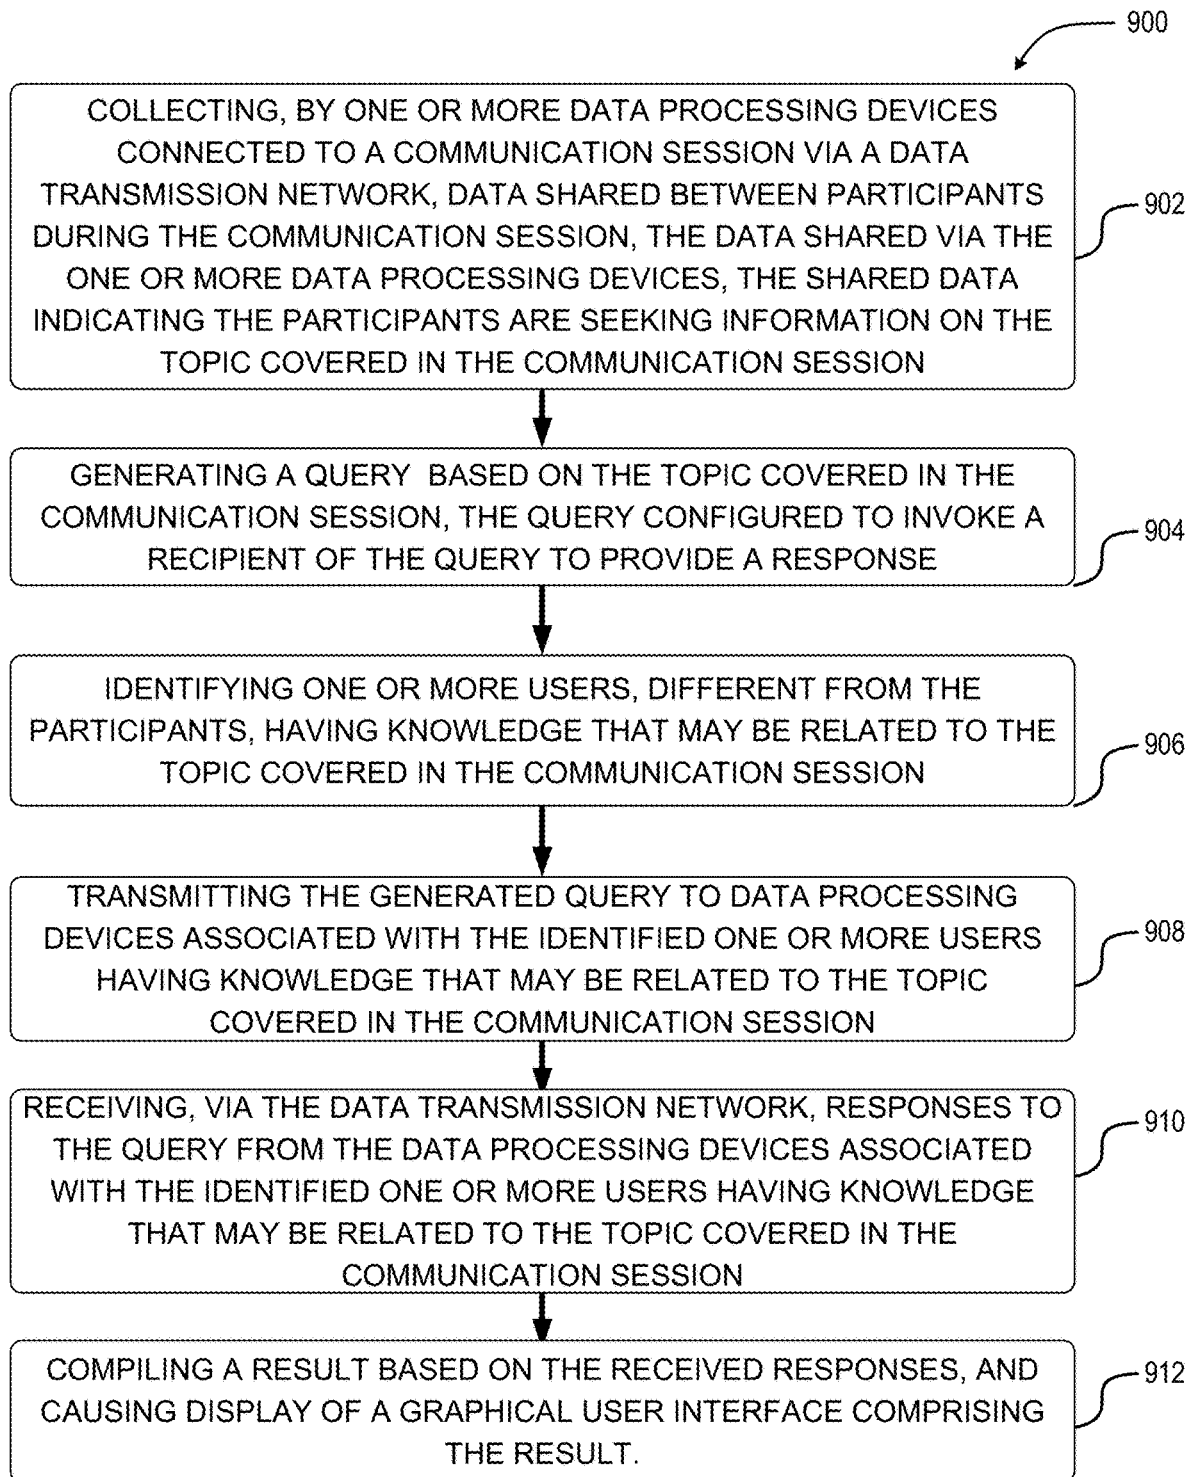 900
COLLECTING, BY ONE OR MORE DATA PROCESSING DEVICES
CONNECTED TO A COMMUNICATION SESSION VIA A DATA
TRANSMISSION NETWORK, DATA SHARED BETWEEN PARTICIPANTS
DURING THE COMMUNICATION SESSION, THE DATA SHARED VIA THE
ONE OR MORE DATA PROCESSING DEVICES, THE SHARED DATA
INDICATING THE PARTICIPANTS ARE SEEKING INFORMATION ON THE
TOPIC COVERED IN THE COMMUNICATION SESSION
902
GENERATING A QUERY BASED ON THE TOPIC COVERED IN THE
COMMUNICATION SESSION, THE QUERY CONFIGURED TO INVOKE A
RECIPIENT OF THE QUERY TO PROVIDE A RESPONSE
904
IDENTIFYING ONE OR MORE USERS, DIFFERENT FROM THE
PARTICIPANTS, HAVING KNOWLEDGE THAT MAY BE RELATED TO THE
TOPIC COVERED IN THE COMMUNICATION SESSION
906
TRANSMITTING THE GENERATED QUERY TO DATA PROCESSING
DEVICES ASSOCIATED WITH THE IDENTIFIED ONE OR MORE USERS
HAVING KNOWLEDGE THAT MAY BE RELATED TO THE TOPIC
COVERED IN THE COMMUNICATION SESSION
908
RECEIVING, VIA THE DATA TRANSMISSION NETWORK, RESPONSES TO
THE QUERY FROM THE DATA PROCESSING DEVICES ASSOCIATED
WITH THE IDENTIFIED ONE OR MORE USERS HAVING KNOWLEDGE
THAT MAY BE RELATED TO THE TOPIC COVERED IN THE
COMMUNICATION SESSION
910
COMPILING A RESULT BASED ON THE RECEIVED RESPONSES, AND
CAUSING DISPLAY OF A GRAPHICAL USER INTERFACE COMPRISING
THE RESULT.
912